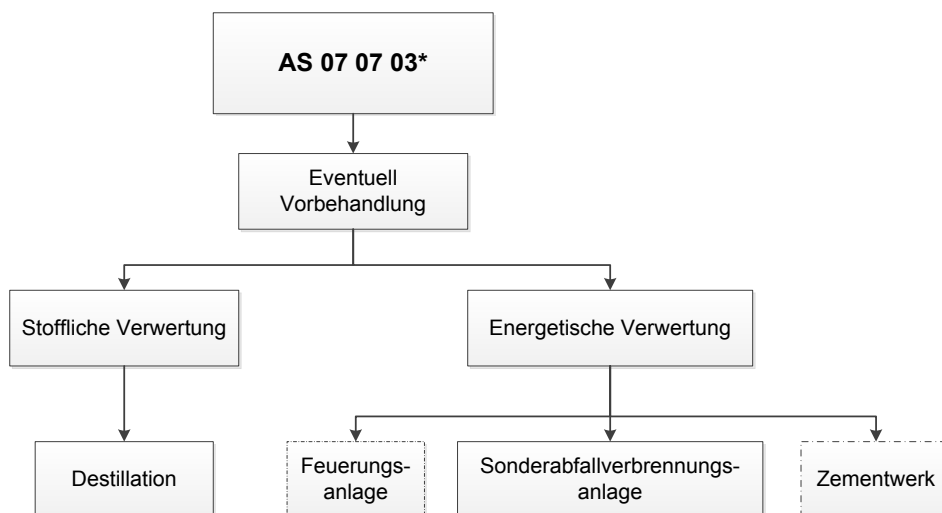 AS 07 07 03*
Eventuell
Vorbehandlung
Stoffliche Verwertung
Energetische Verwertung
Destillation
Feuerungs-
anlage
Sonderabfallverbrennungs-
anlage
Zementwerk